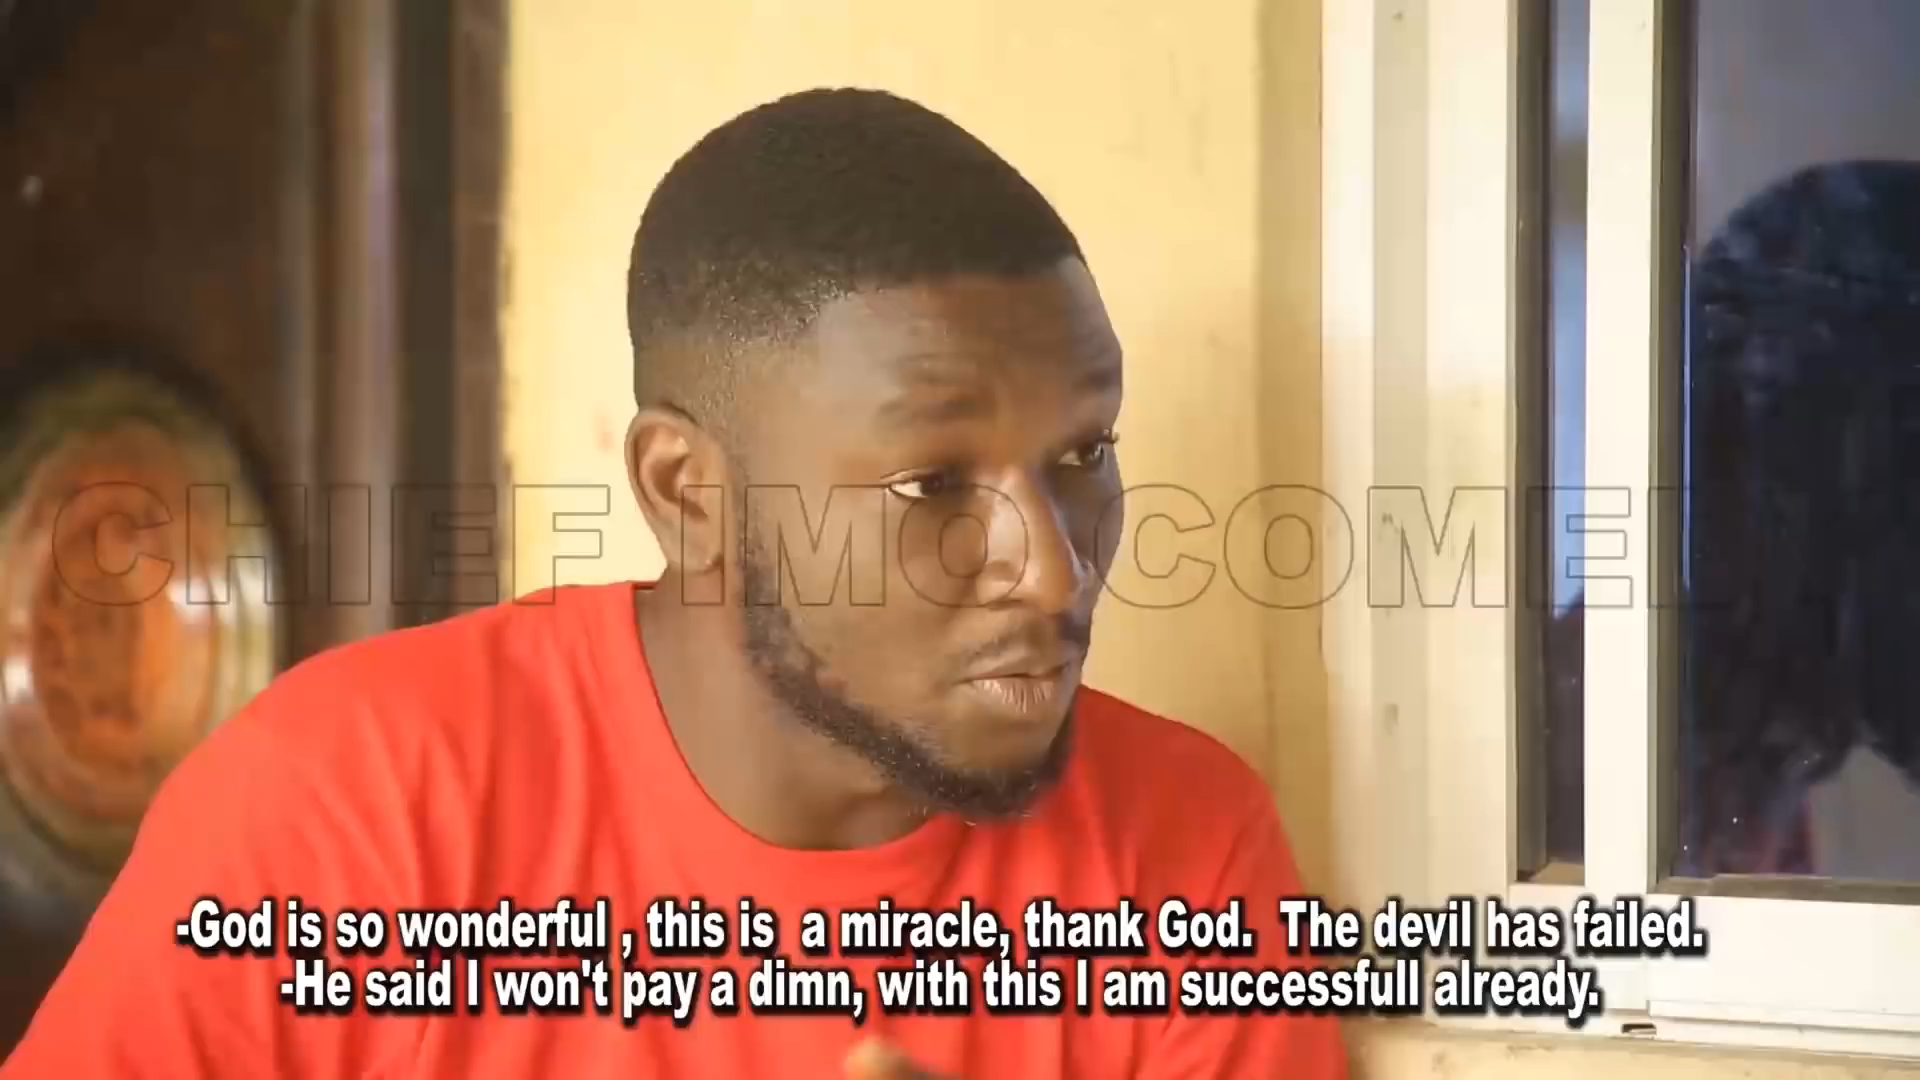 CHIEF IMO COMED
-God is so wonderful , this is  a miracle, thank God.  The devil has failed.
-He said I won't pay a dimn, with this I am successfull already.